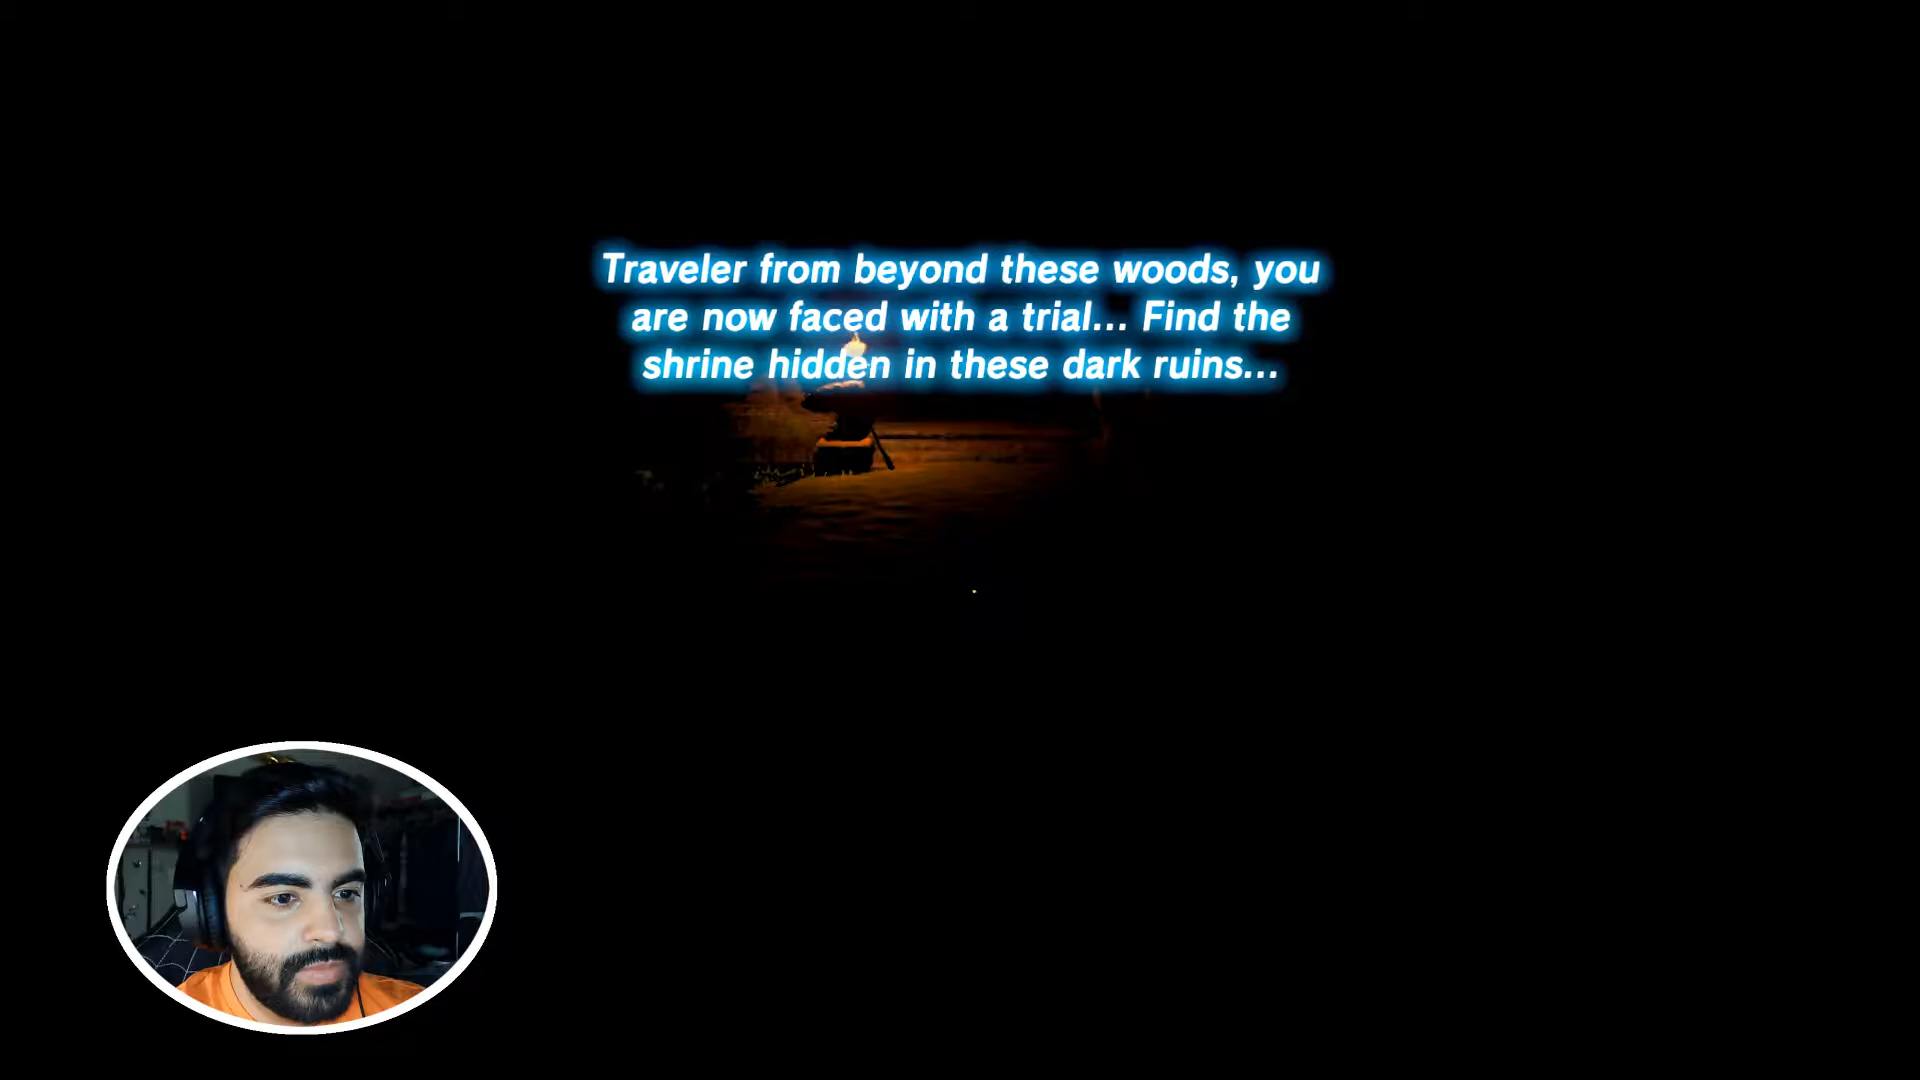 Traveler from beyond these woods, you
are now faced with a trial... Find the
shrine hidden in these dark ruins...